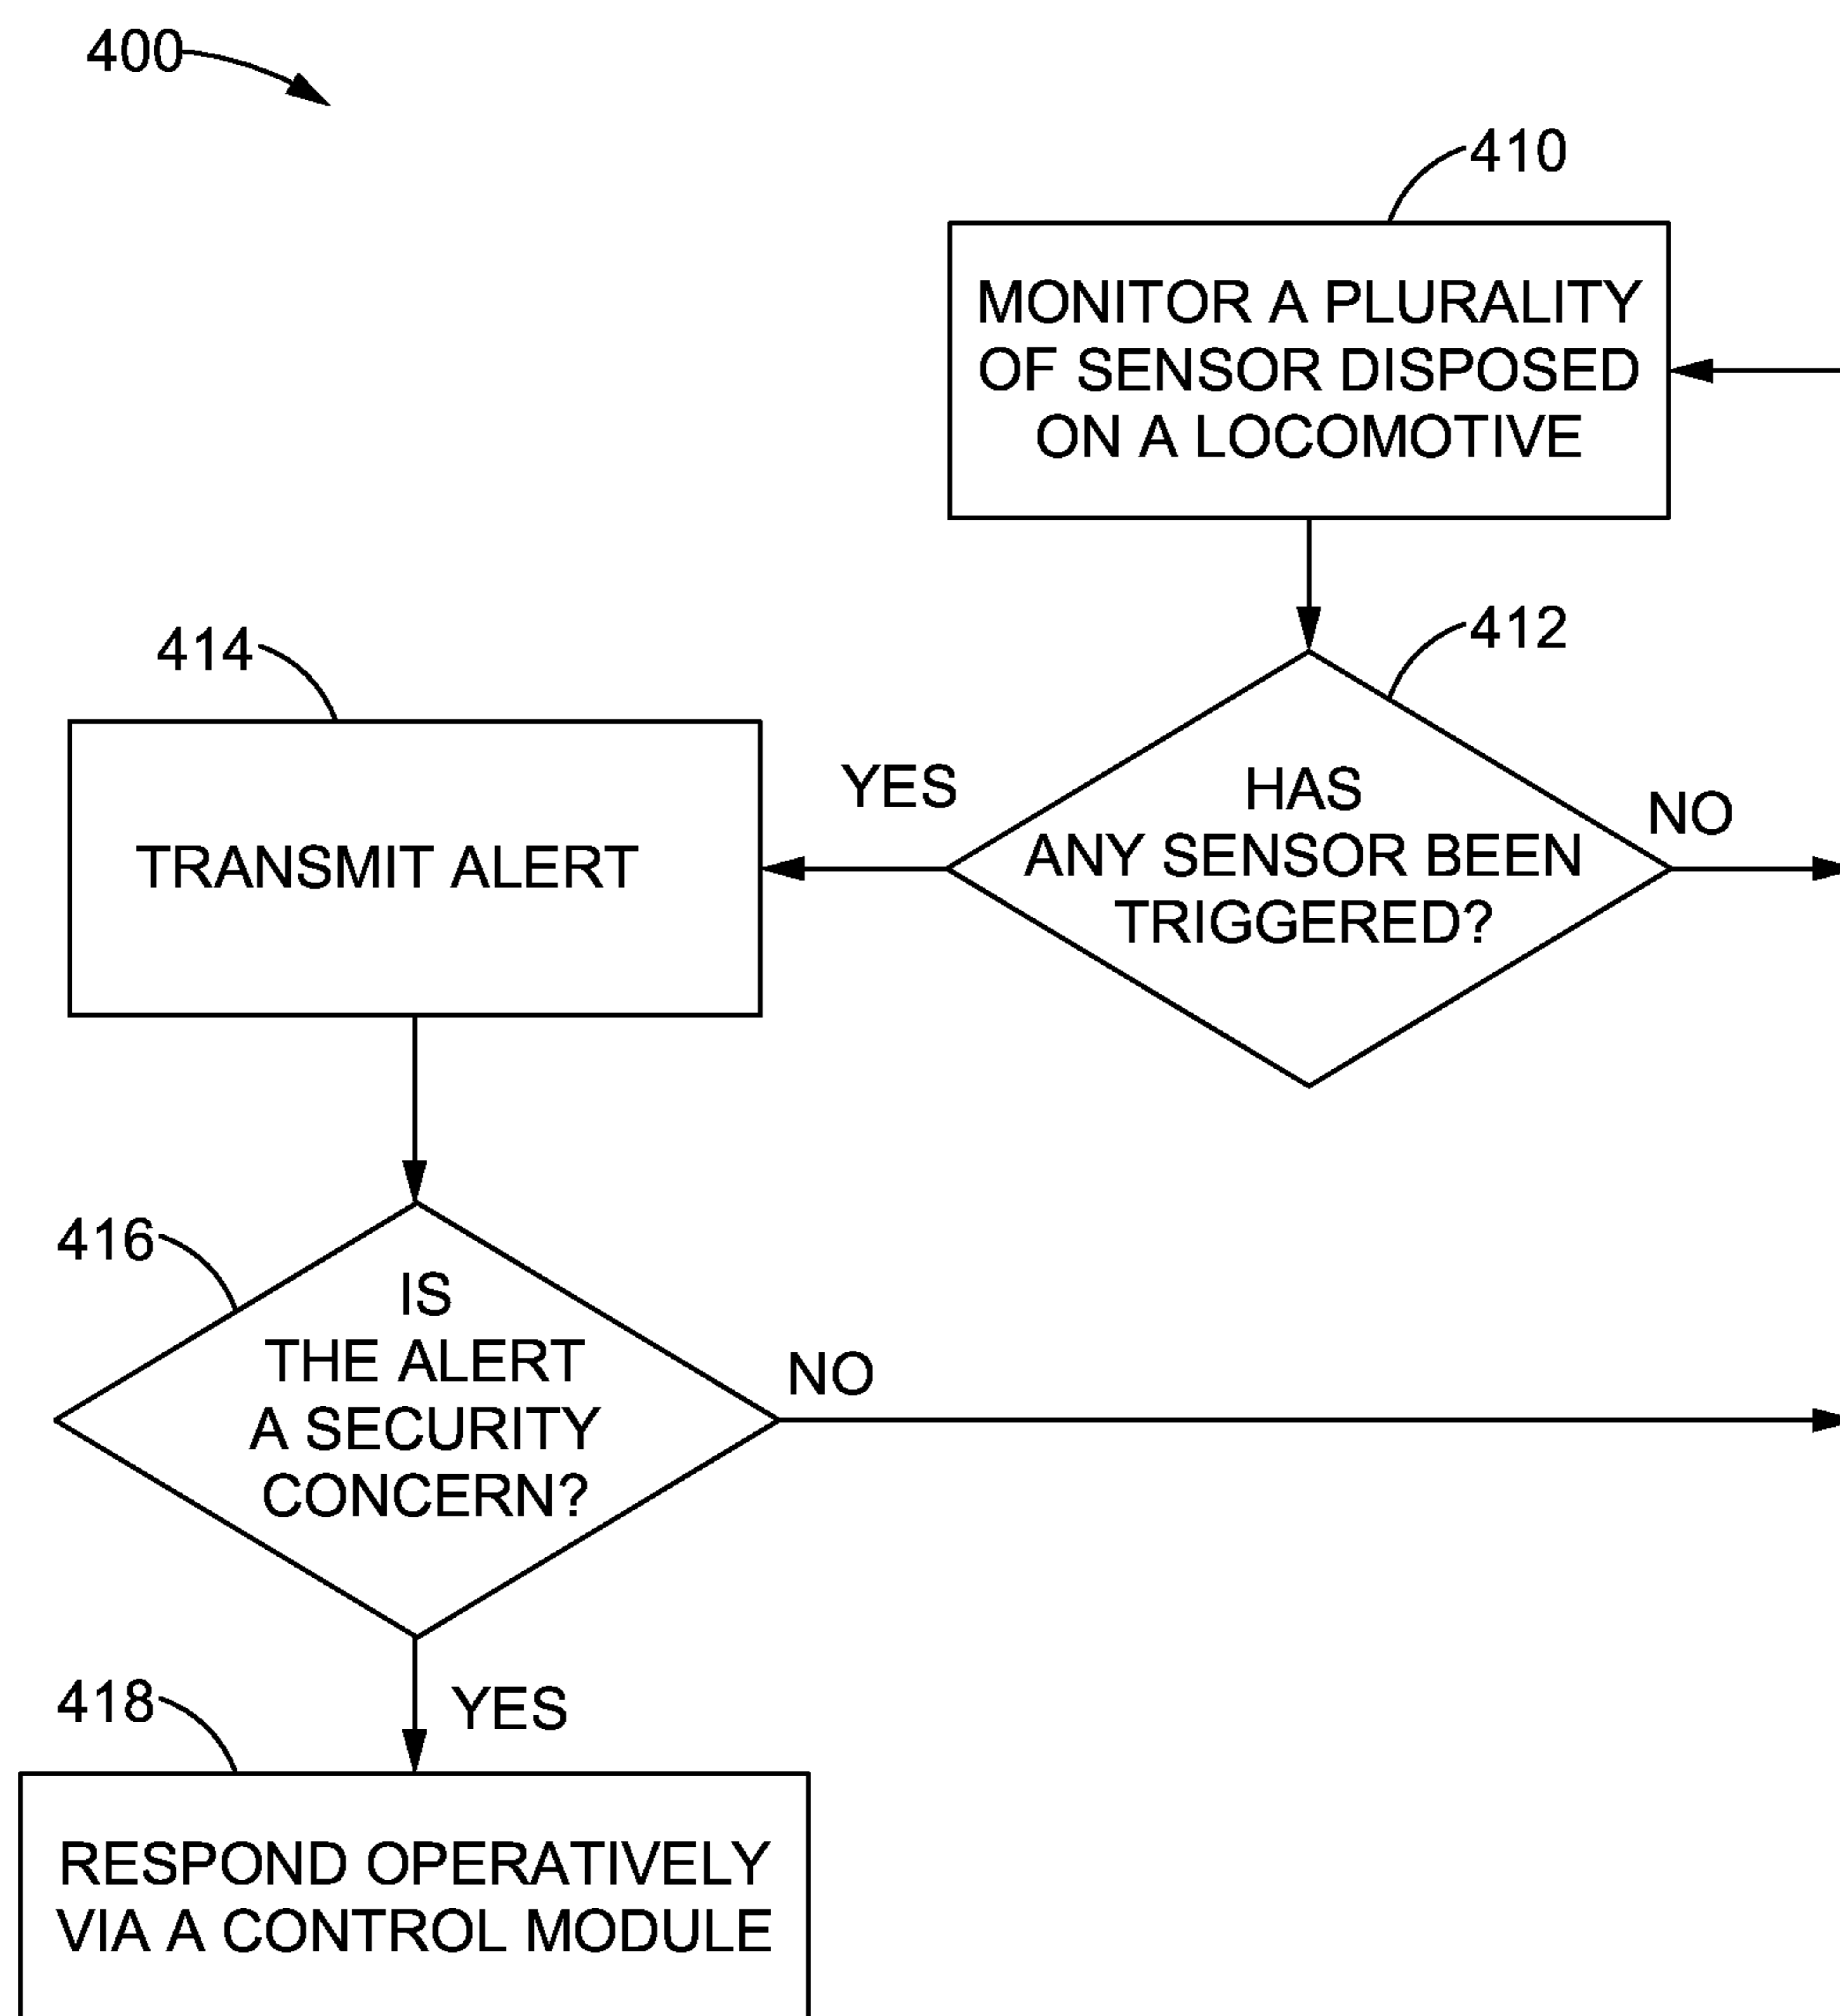 400
410
MONITOR A PLURALITY
OF SENSOR DISPOSED
ON A LOCOMOTIVE
412
HAS
ANY SENSOR BEEN
TRIGGERED?
YES
NO
414
TRANSMIT ALERT
416
IS
THE ALERT
A SECURITY
CONCERN?
NO
YES
418
RESPOND OPERATIVELY
VIA A CONTROL MODULE